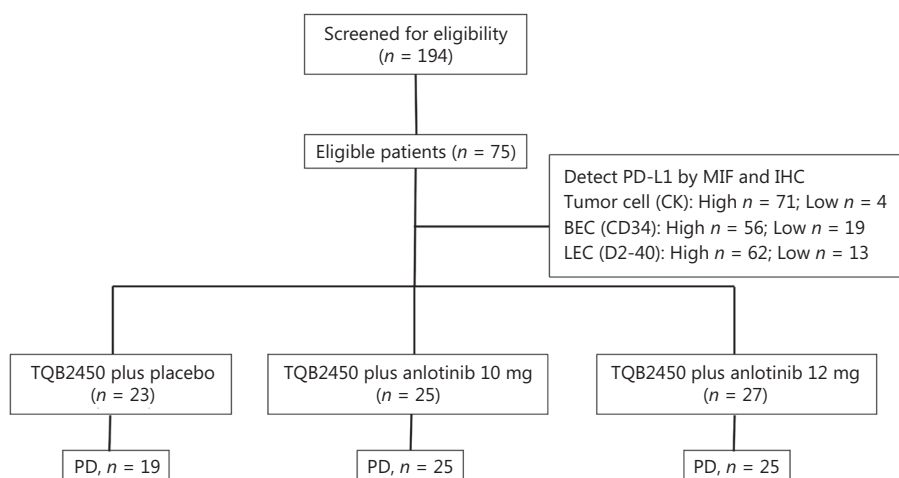 Screened for eligibility
(n = 194)
Eligible patients (n = 75)
Detect PD-L1 by MIF and IHC
Tumor cell (CK): High n = 71; Low n = 4
BEC (CD34): High n = 56; Low n = 19
LEC (D2-40): High n = 62; Low n = 13
TQB2450 plus placebo
(n = 23)
TQB2450 plus anlotinib 10 mg
(n = 25)
TQB2450 plus anlotinib 12 mg
(n = 27)
PD, n = 19
PD, n = 25
PD, n = 25